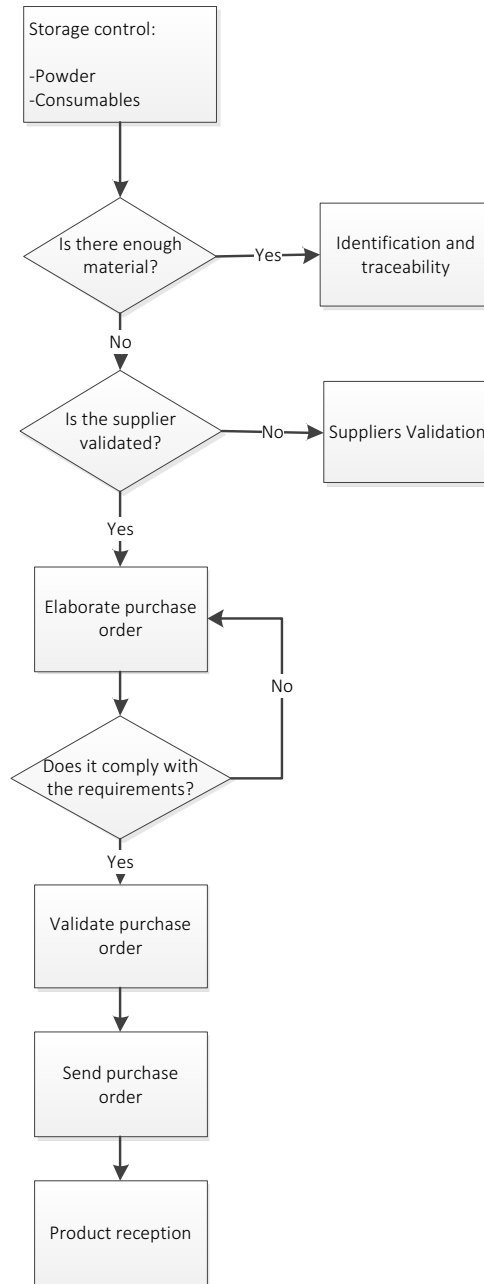 Storage control:
-Powder
-Consumables
Is there enough
material?
Yes
Identification and
traceability
No
Is the supplier
validated?
No
Suppliers Validation
Yes
Elaborate purchase
order
No
Does it comply with
the requirements?
Yes
Validate purchase
order
Send purchase
order
Product reception